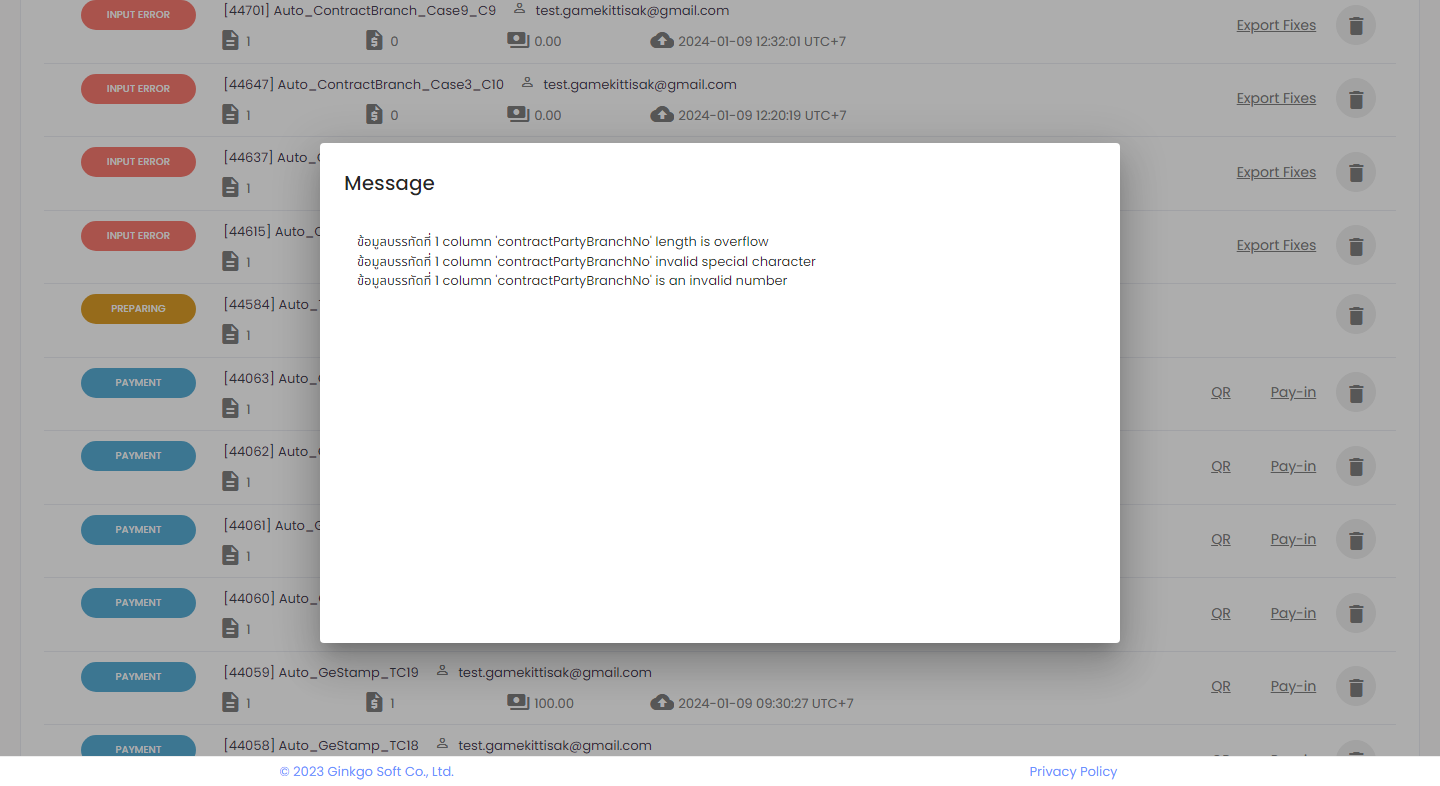 INPUT ERROR
[44701] Auto_ContractBranch_Case9_C9 test.gamekittisak@gmail.com
1 0 0.00 2024-01-09 12:32:01 UTC+7
Export Fixes
INPUT ERROR
[44647] Auto_ContractBranch_Case3_C10 test.gamekittisak@gmail.com
1 0 0.00 2024-01-09 12:20:19 UTC+7
Export Fixes
INPUT ERROR
[44637] Auto_
1
Export Fixes
INPUT ERROR
[44615] Auto_
1
Export Fixes
PREPARING
[44584] Auto_
1
PAYMENT
[44063] Auto_
1
QR Pay-in
PAYMENT
[44062] Auto_
1
QR Pay-in
PAYMENT
[44061] Auto_
1
QR Pay-in
PAYMENT
[44060] Auto_
1
QR Pay-in
PAYMENT
[44059] Auto_GeStamp_TC19 test.gamekittisak@gmail.com
1 1 100.00 2024-01-09 09:30:27 UTC+7
QR Pay-in
PAYMENT
[44058] Auto_GeStamp_TC18 test.gamekittisak@gmail.com
Message
ข้อมูลบรรทัดที่ 1 column 'contractPartyBranchNo' length is overflow
ข้อมูลบรรทัดที่ 1 column 'contractPartyBranchNo' invalid special character
ข้อมูลบรรทัดที่ 1 column 'contractPartyBranchNo' is an invalid number
© 2023 Ginkgo Soft Co., Ltd.
Privacy Policy